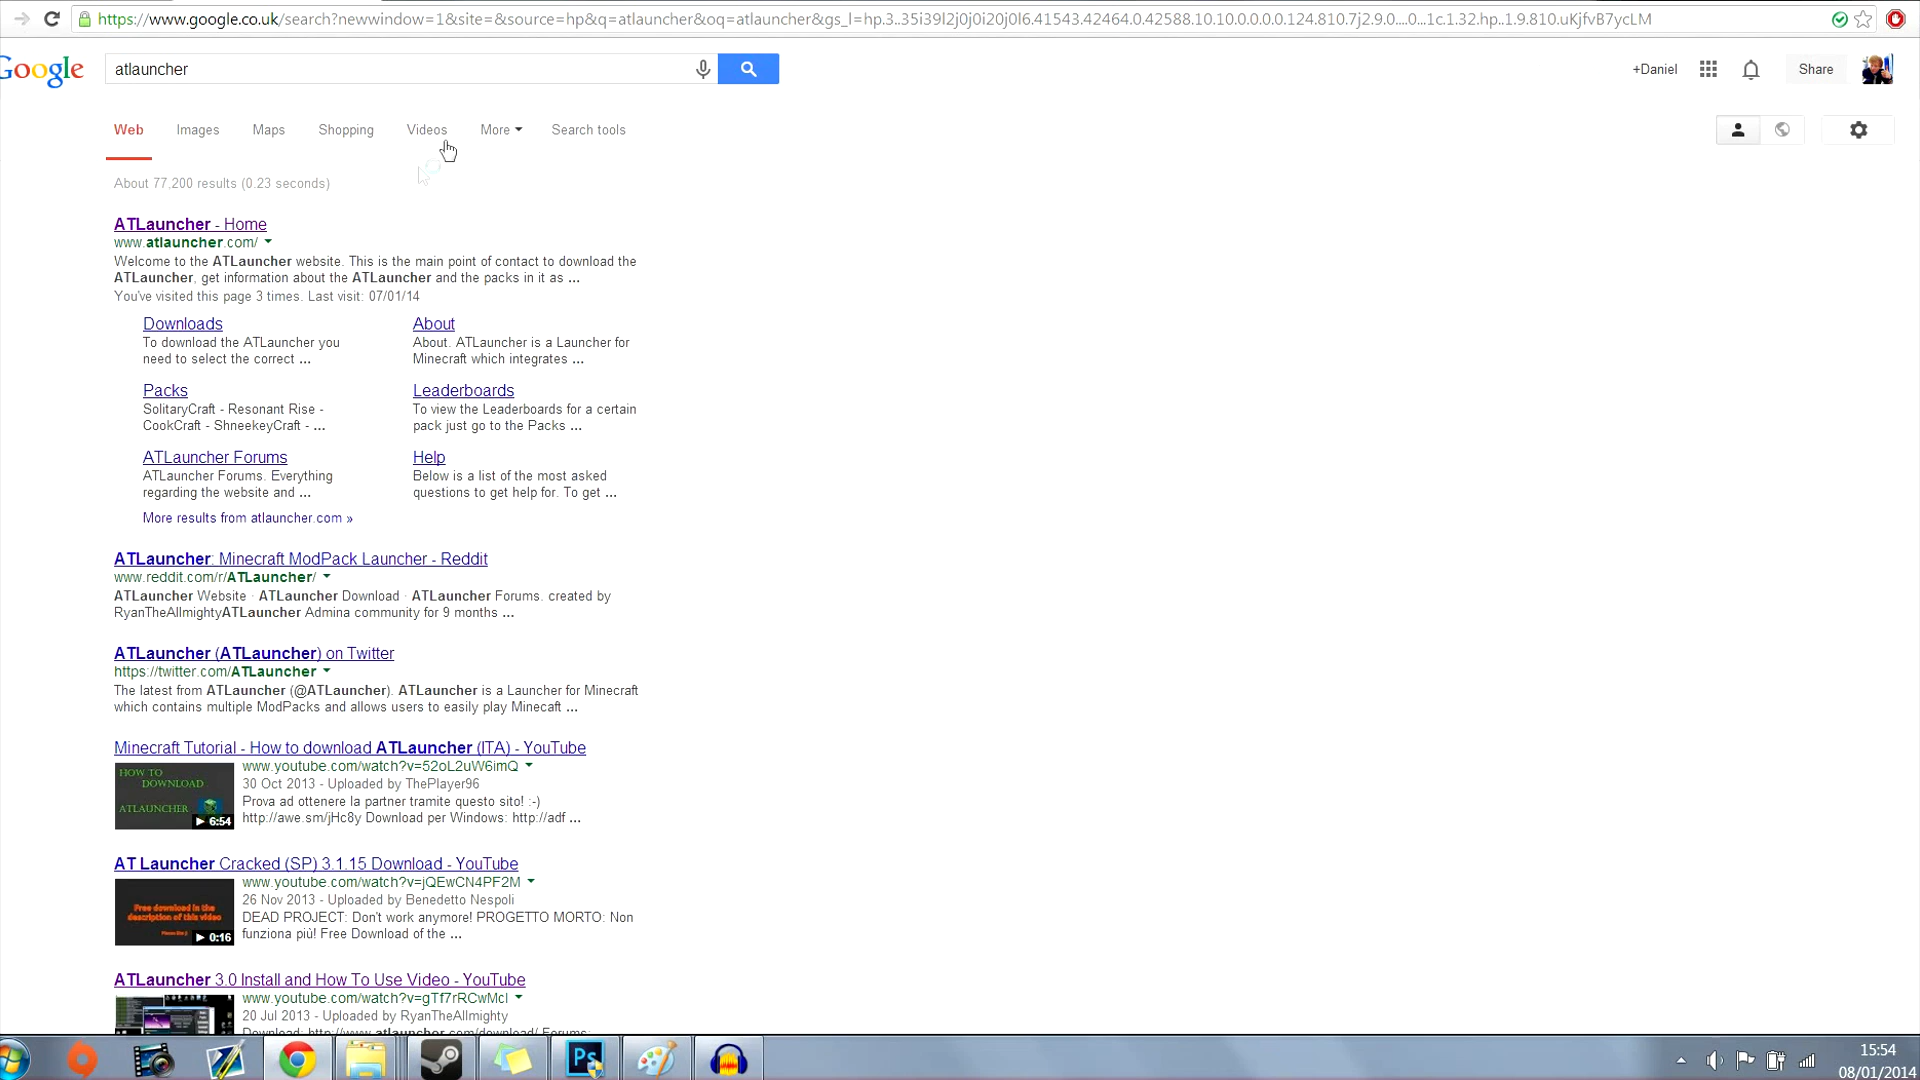 https://www.google.co.uk/search?newwindow=1&site=&source=hp&q=atlauncher&oq=atlauncher&gs_l=hp.3..35i39l2j0j0i20j0l6.41543.42464.0.42588.10.10.0.0.0.0.124.810.7j2.9.0....0...1c.1.32.hp..1.9.810.uKjfvB7ycLM
Google
atlauncher
+Daniel
Share
Web Images Maps Shopping Videos More Search tools
About 77,200 results (0.23 seconds)
ATLauncher - Home
www.atlauncher.com/
Welcome to the ATLauncher website. This is the main point of contact to download the
ATLauncher, get information about the ATLauncher and the packs in it as ...
You've visited this page 3 times. Last visit: 07/01/14
Downloads
To download the ATLauncher you
need to select the correct ...
About
About. ATLauncher is a Launcher for
Minecraft which integrates ...
Packs
SolitaryCraft - Resonant Rise -
CookCraft - ShneekeyCraft - ...
Leaderboards
To view the Leaderboards for a certain
pack just go to the Packs ...
ATLauncher Forums
ATLauncher Forums. Everything
regarding the website and ...
Help
Below is a list of the most asked
questions to get help for. To get ...
More results from atlauncher.com »
ATLauncher: Minecraft ModPack Launcher - Reddit
www.reddit.com/r/ATLauncher/
ATLauncher Website · ATLauncher Download · ATLauncher Forums. created by
RyanTheAllmightyATLauncher Admina community for 9 months ...
ATLauncher (ATLauncher) on Twitter
https://twitter.com/ATLauncher
The latest from ATLauncher (@ATLauncher). ATLauncher is a Launcher for Minecraft
which contains multiple ModPacks and allows users to easily play Minecaft ...
Minecraft Tutorial - How to download ATLauncher (ITA) - YouTube
HOW TO
DOWNLOAD
ATLAUNCHER
6:54
www.youtube.com/watch?v=52oL2uW6imQ
30 Oct 2013 - Uploaded by ThePlayer96
Prova ad ottenere la partner tramite questo sito! :-)
http://awe.sm/jHc8y Download per Windows: http://adf ...
AT Launcher Cracked (SP) 3.1.15 Download - YouTube
Free download in the
description of this video
0:16
www.youtube.com/watch?v=jQEwCN4PF2M
26 Nov 2013 - Uploaded by Benedetto Nespoli
DEAD PROJECT: Don't work anymore! PROGETTO MORTO: Non
funziona più! Free Download of the ...
ATLauncher 3.0 Install and How To Use Video - YouTube
www.youtube.com/watch?v=gTf7rRCwMcI
20 Jul 2013 - Uploaded by RyanTheAllmighty
Download: http://www.atlauncher.com/download/ Forums:
Ps
15:54
08/01/2014